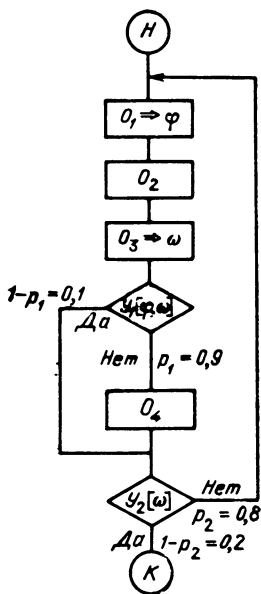 Н
O₁ ⇒ φ
O₂
O₃ ⇒ ω
1-p₁=0,1
Да
У₁[φ,ω]
Нет p₁=0,9
O₄
У₂[ω]
Нет
p₂=0,8
Да 1-p₂=0,2
К